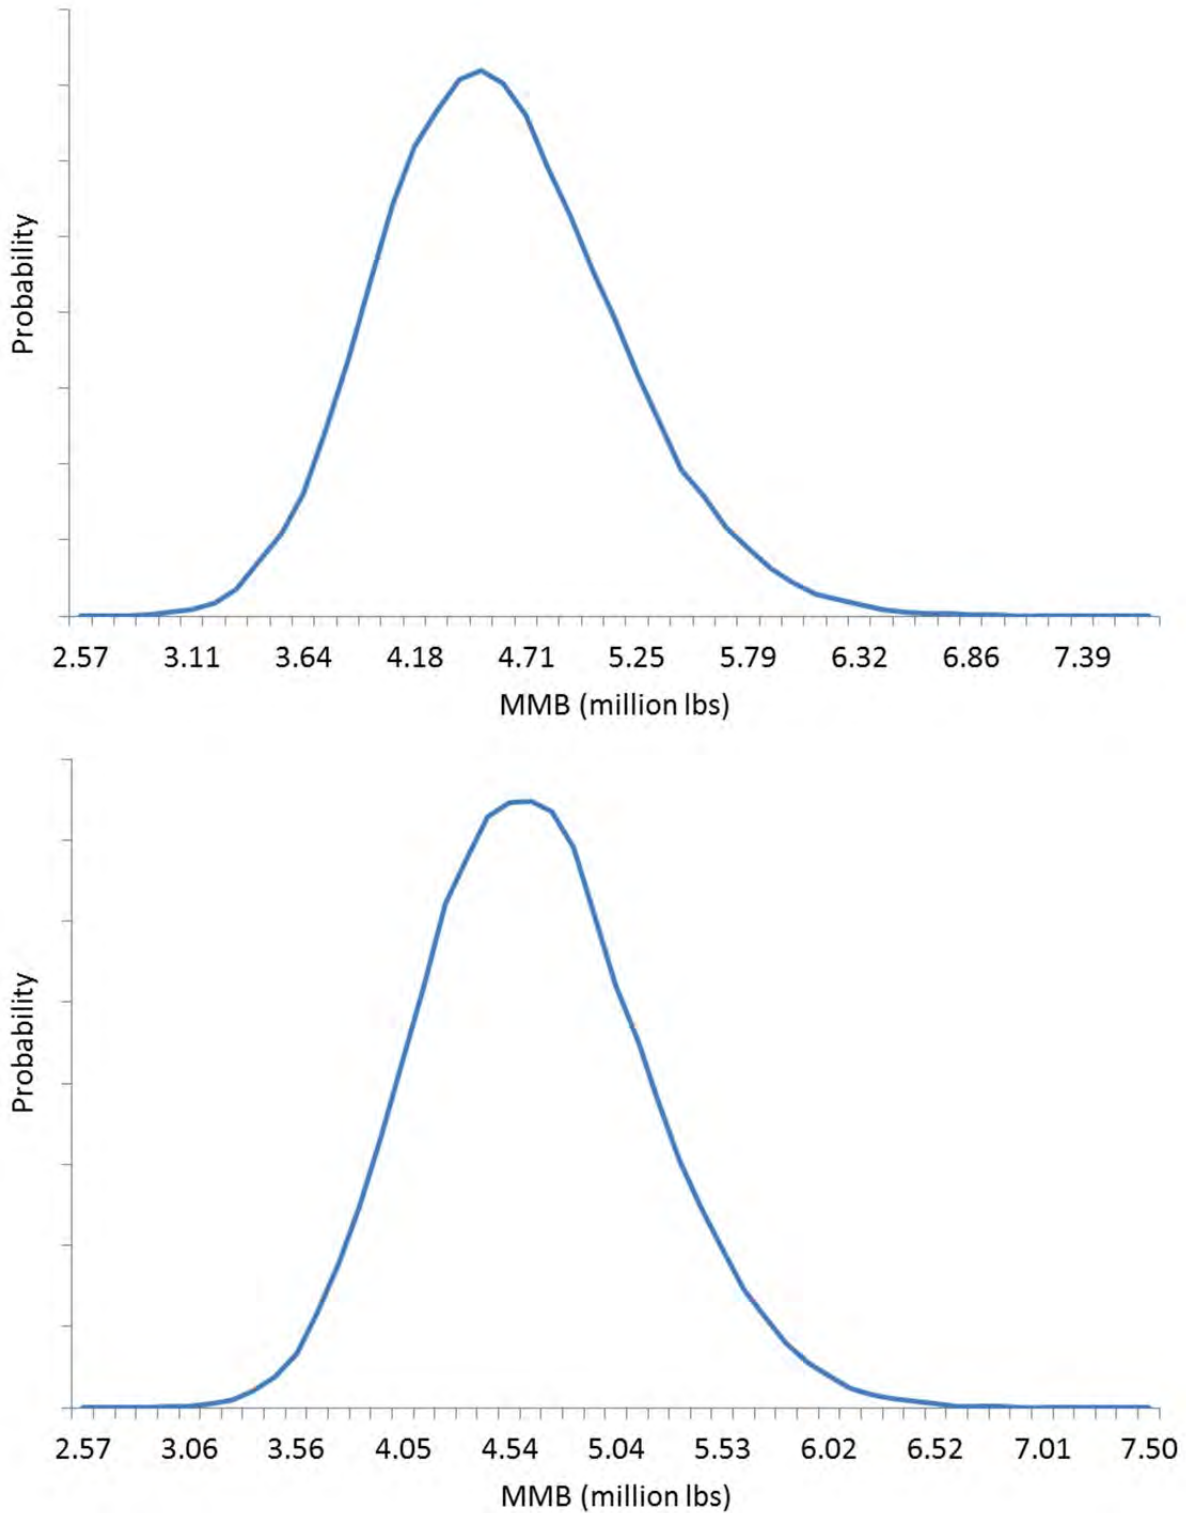 Probability
2.57 3.11 3.64 4.18 4.71 5.25 5.79 6.32 6.86 7.39
MMB (million lbs)
Probability
2.57 3.06 3.56 4.05 4.54 5.04 5.53 6.02 6.52 7.01 7.50
MMB (million lbs)